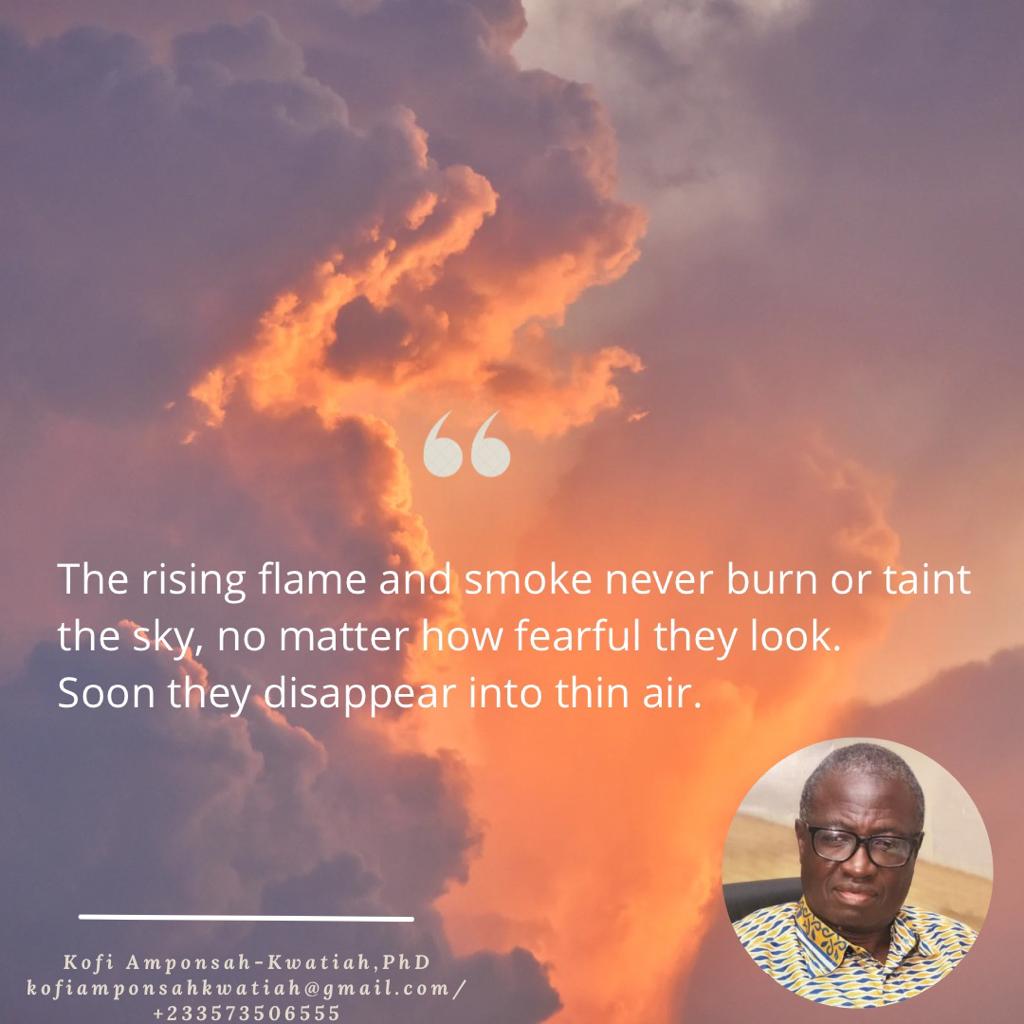 “
The rising flame and smoke never burn or taint
the sky, no matter how fearful they look.
Soon they disappear into thin air.
Kofi Amponsah-Kwatiah,PhD
kofiamponsahkwatiah@gmail.com/
+233573506555